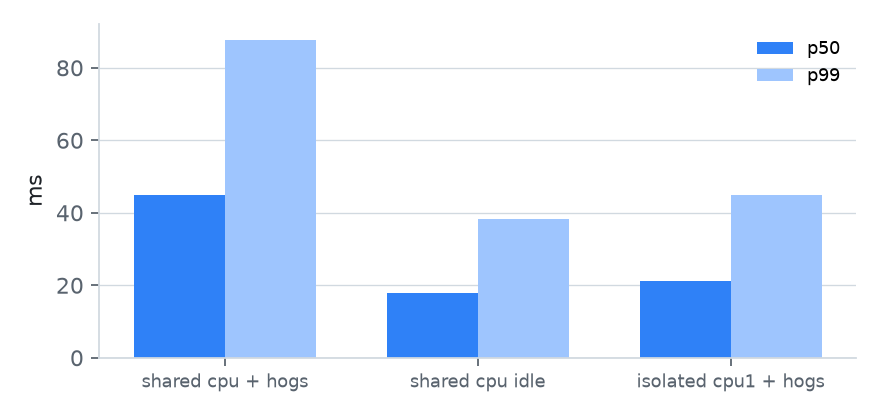 p50
p99
80
60
40
20
0
ms
shared cpu + hogs
shared cpu idle
isolated cpu1 + hogs